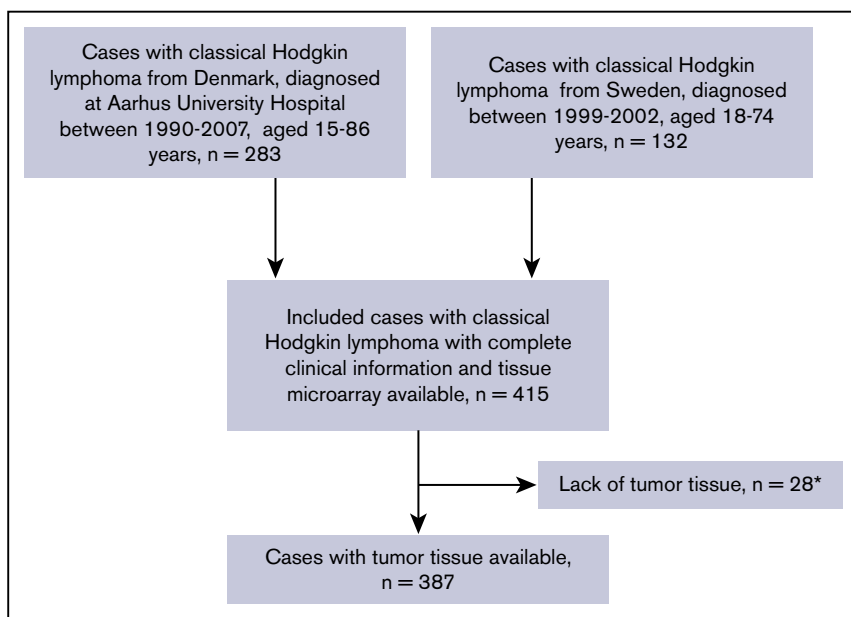 Cases with classical Hodgkin
lymphoma from Denmark, diagnosed
at Aarhus University Hospital
between 1990-2007, aged 15-86
years, n = 283
Cases with classical Hodgkin
lymphoma from Sweden, diagnosed
between 1999-2002, aged 18-74
years, n = 132
Included cases with classical
Hodgkin lymphoma with complete
clinical information and tissue
microarray available, n = 415
Lack of tumor tissue, n = 28*
Cases with tumor tissue available,
n = 387